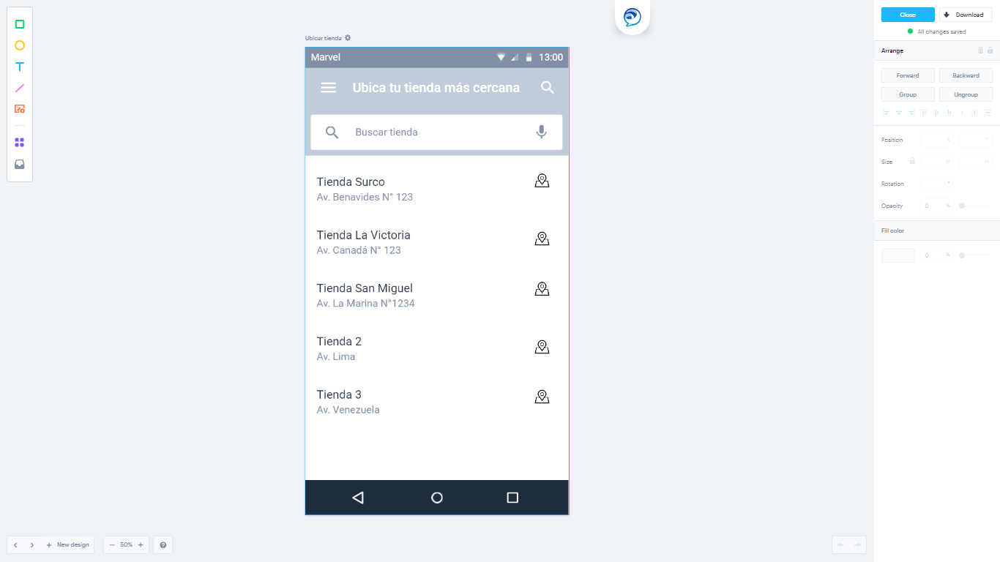 Close
Download
All changes saved
Ubicar tienda
Arrange
Marvel
13:00
Forward
Backward
Ubica tu tienda más cercana
Group
Ungroup
Buscar tienda
Position
X
Y
Size
W
H
Tienda Surco
Av. Benavides N° 123
Rotation
°
Opacity
0
%
Tienda La Victoria
Av. Canadá N° 123
Fill color
0
%
Tienda San Miguel
Av. La Marina N°1234
Tienda 2
Av. Lima
Tienda 3
Av. Venezuela
New design
50%